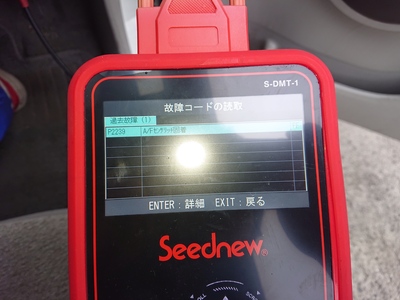 S-DMT-1
故障コードの読取
過去故障(1)
P2239
ENTER:詳細 EXIT:戻る
Seednew